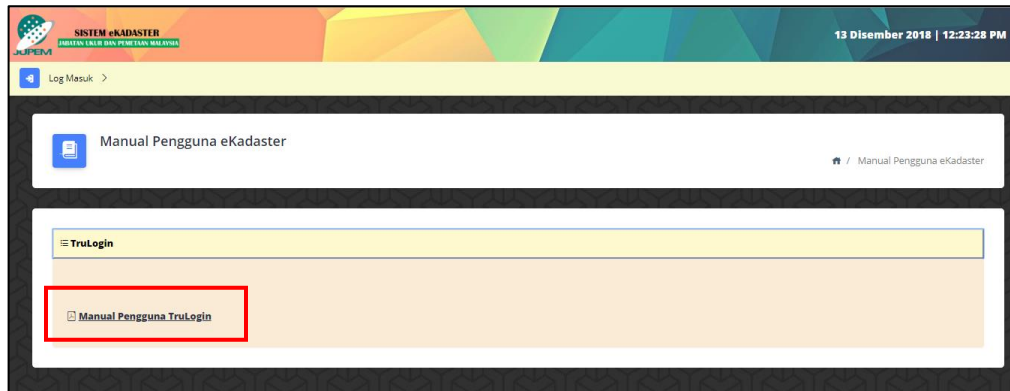 SISTEM eKADASTER
JABATAN UKUR DAN PEMETAAN MALAYSIA
JUPEM
13 Disember 2018 | 12:23:28 PM
Log Masuk >
Manual Pengguna eKadaster
/ Manual Pengguna eKadaster
TruLogin
Manual Pengguna TruLogin